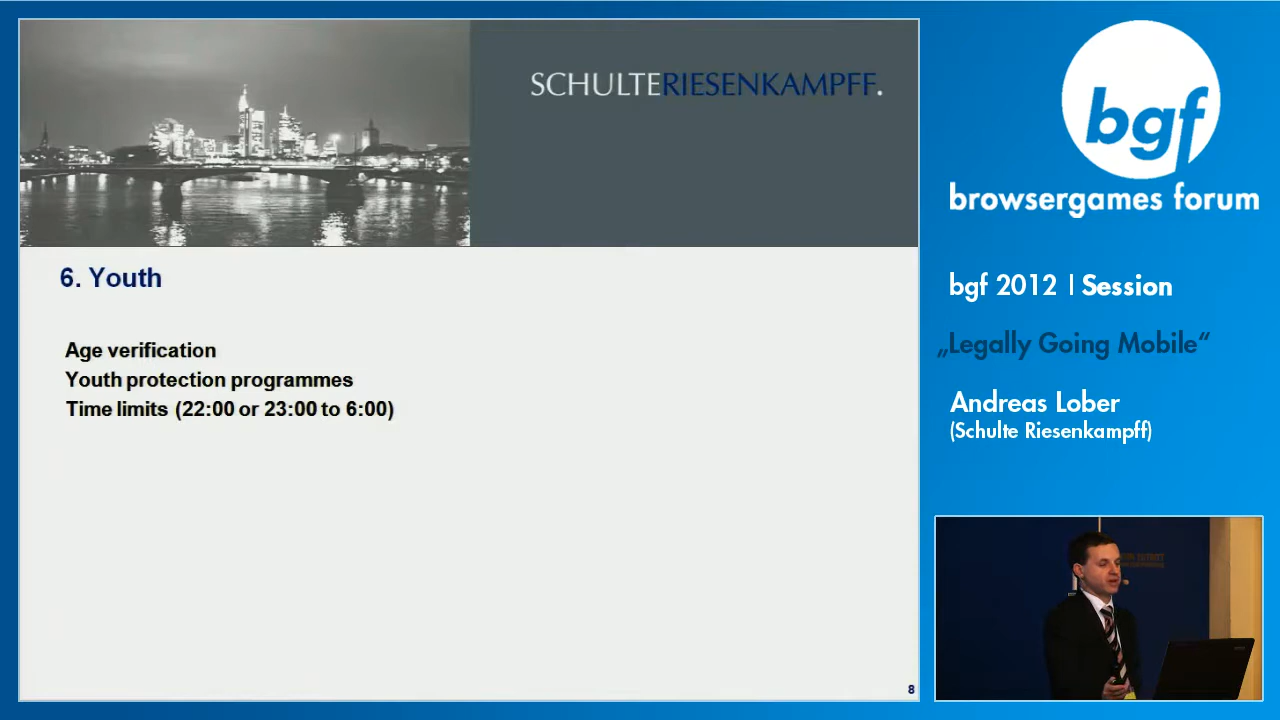 SCHULTERIESENKAMPFF.
6. Youth
Age verification
Youth protection programmes
Time limits (22:00 or 23:00 to 6:00)
8
bgf
browsergames forum
bgf 2012 | Session
„Legally Going Mobile“
Andreas Lober
(Schulte Riesenkampff)